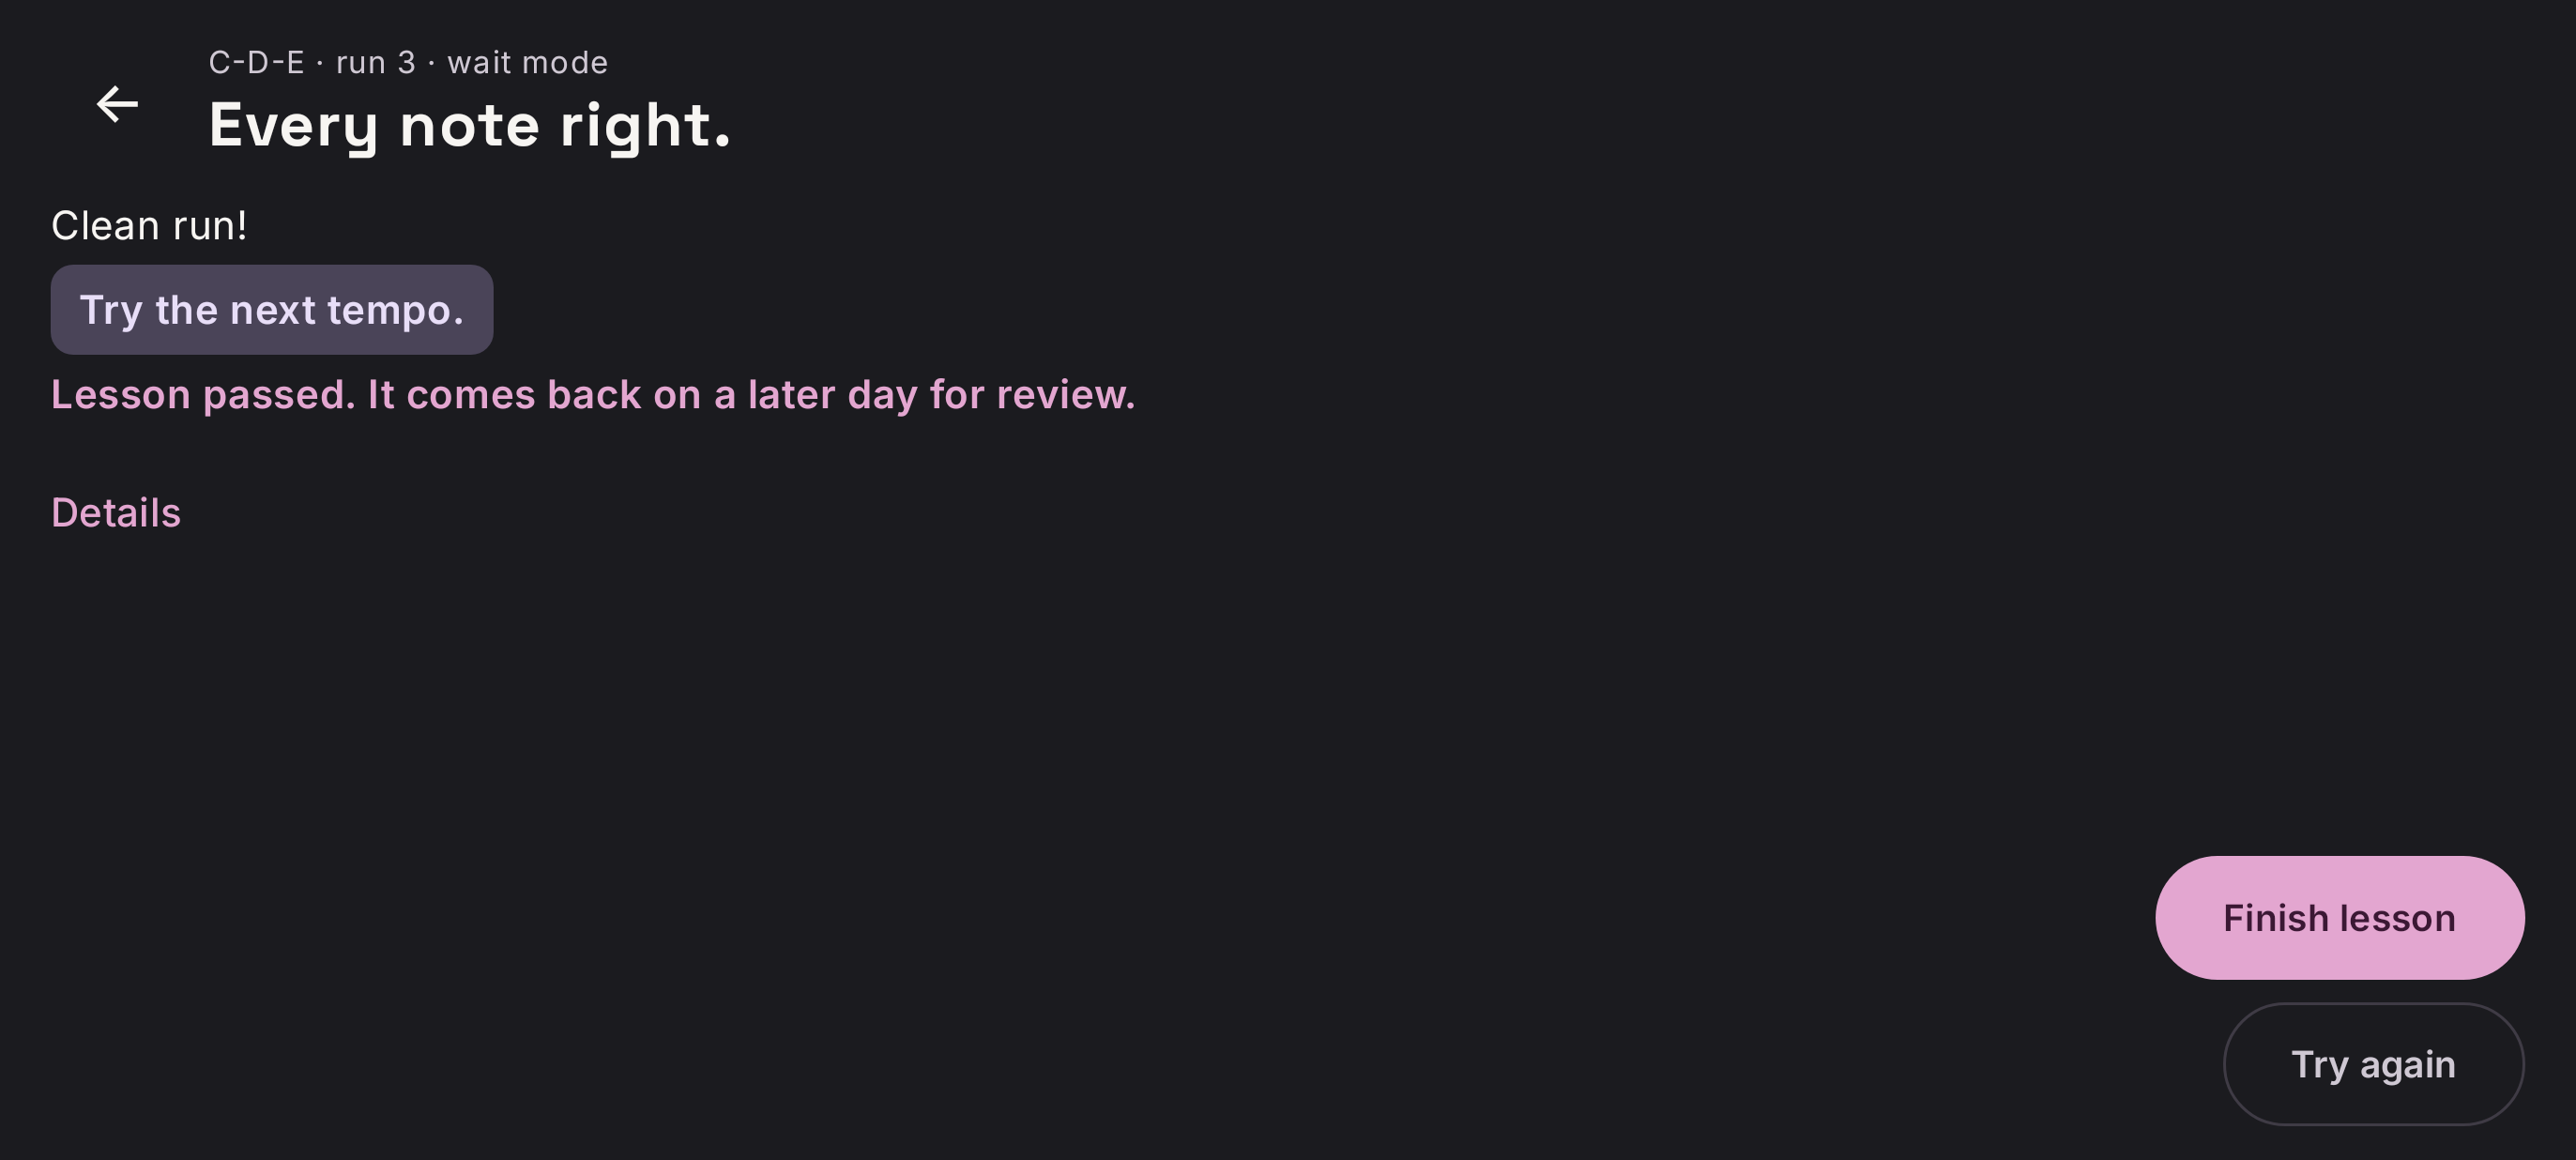 C-D-E · run 3 · wait mode
Every note right.
Clean run!
Try the next tempo.
Lesson passed. It comes back on a later day for review.
Details
Finish lesson
Try again